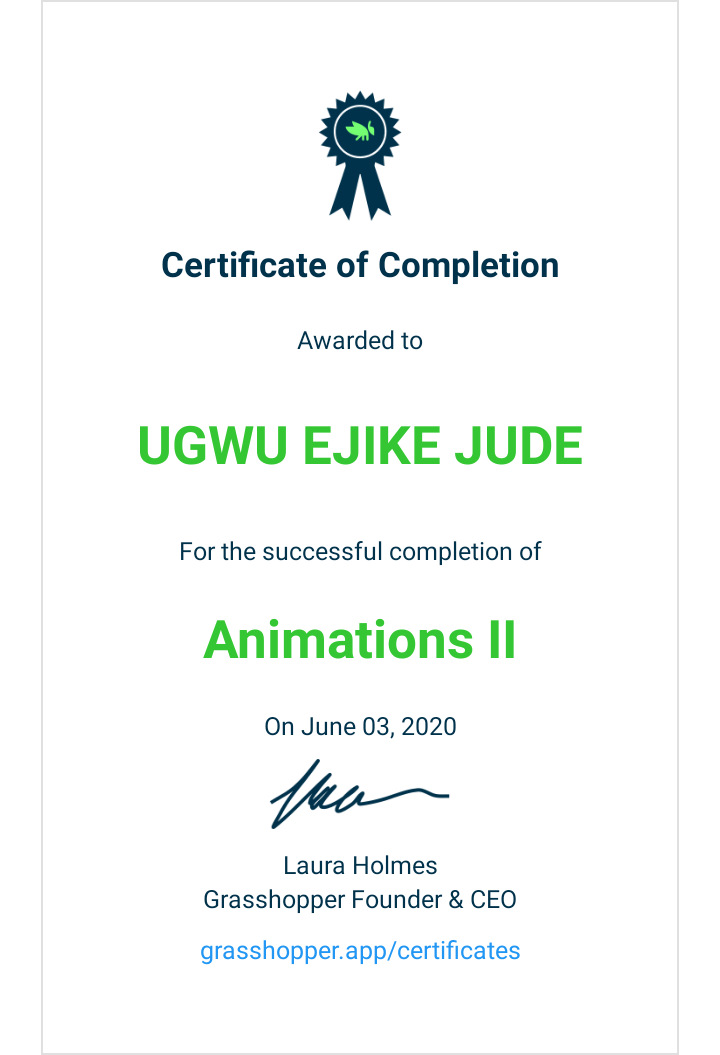 Certificate of Completion
Awarded to
UGWU EJIKE JUDE
For the successful completion of
Animations II
On June 03, 2020
Laura Holmes
Grasshopper Founder & CEO
grasshopper.app/certificates